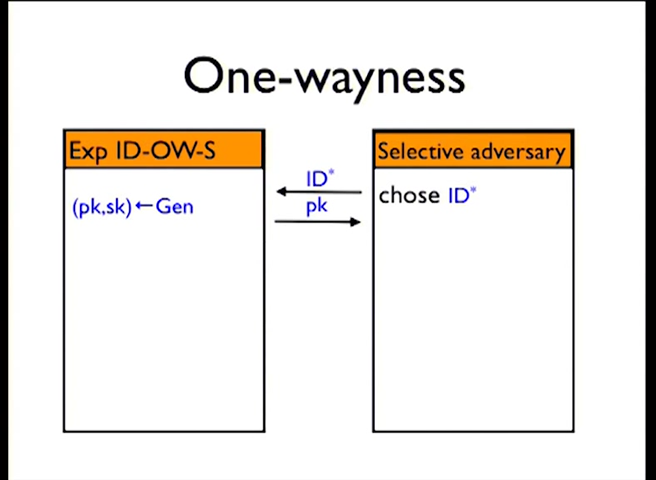 One-wayness
Exp ID-OW-S
(pk,sk)←Gen
ID*
pk
Selective adversary
chose ID*